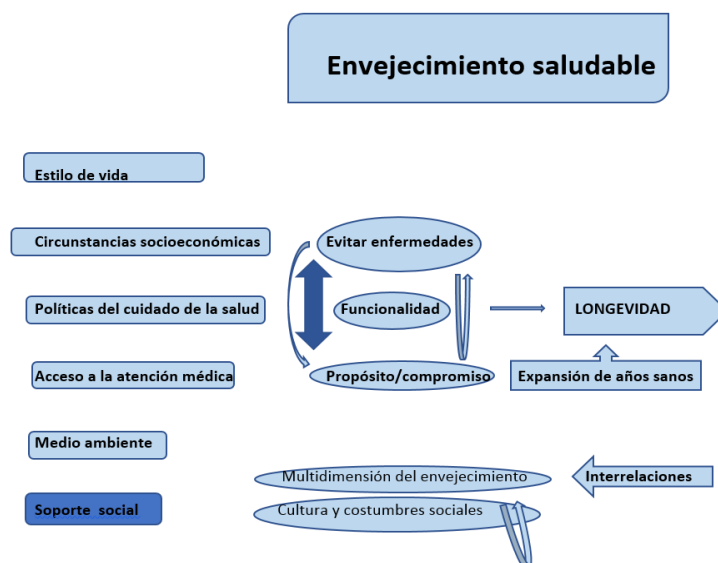 Envejecimiento saludable
Estilo de vida
Circunstancias socioeconómicas
Evitar enfermedades
Políticas del cuidado de la salud
Funcionalidad
LONGEVIDAD
Acceso a la atención médica
Propósito/compromiso
Expansión de años sanos
Medio ambiente
Multidimensión del envejecimiento
Interrelaciones
Soporte social
Cultura y costumbres sociales